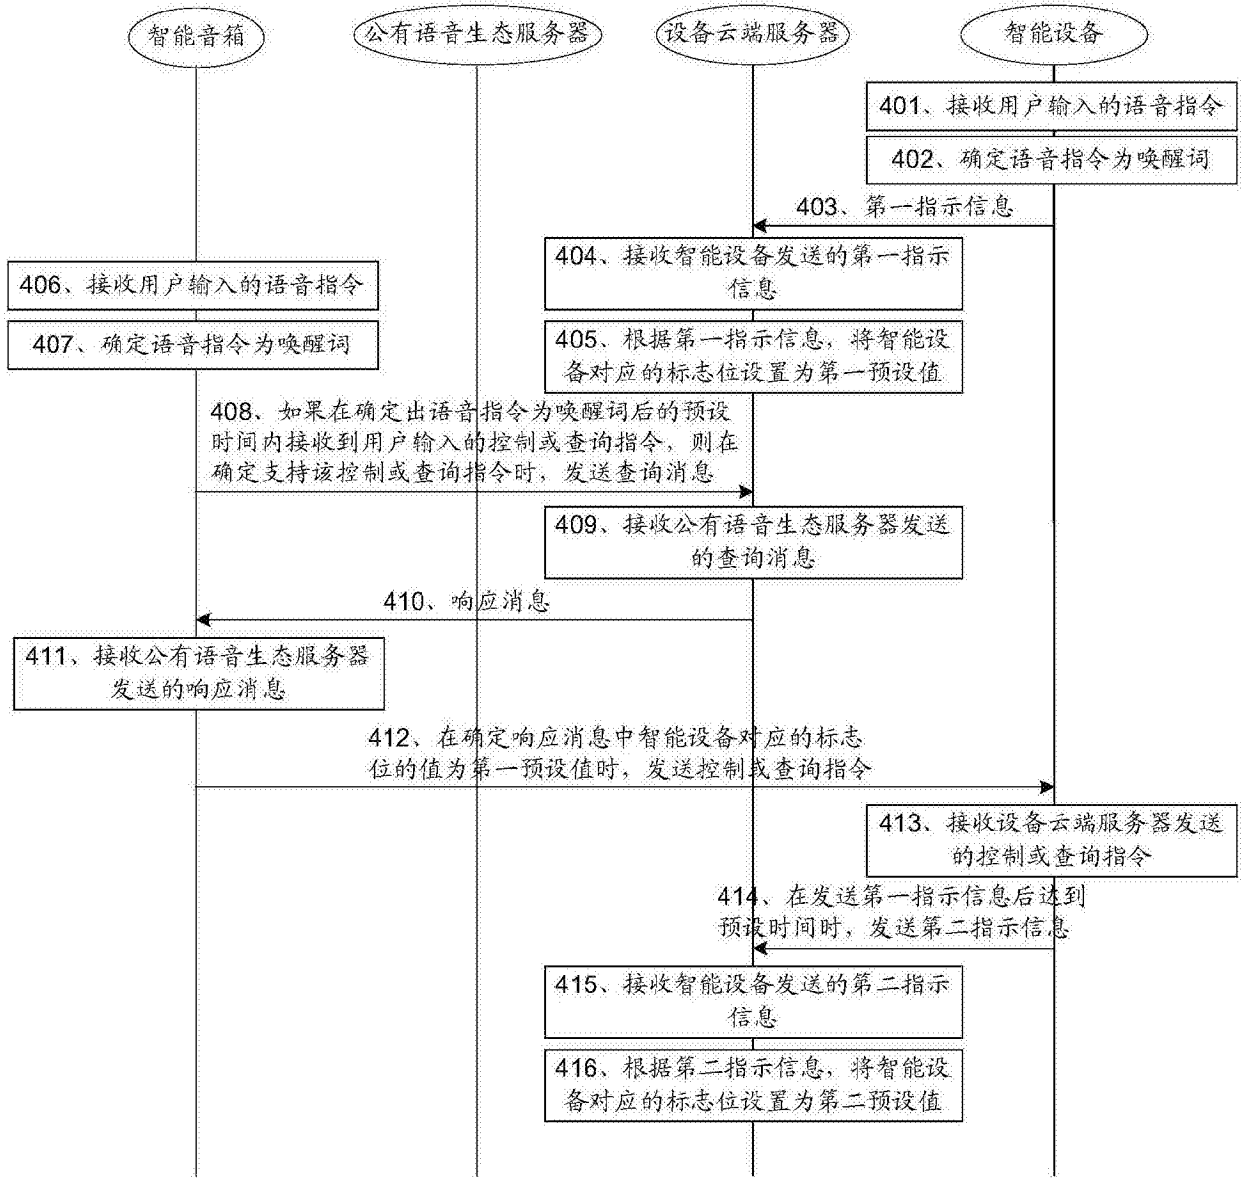 智能音箱
公有语音生态服务器
设备云端服务器
智能设备
401、接收用户输入的语音指令
402、确定语音指令为唤醒词
403、第一指示信息
404、接收智能设备发送的第一指示
信息
405、根据第一指示信息，将智能设
备对应的标志位设置为第一预设值
406、接收用户输入的语音指令
407、确定语音指令为唤醒词
408、如果在确定出语音指令为唤醒词后的预设
时间内接收到用户输入的控制或查询指令，则在
确定支持该控制或查询指令时，发送查询消息
409、接收公有语音生态服务器发送
的查询消息
410、响应消息
411、接收公有语音生态服务器
发送的响应消息
412、在确定响应消息中智能设备对应的标志
位的值为第一预设值时，发送控制或查询指令
413、接收设备云端服务器发送
的控制或查询指令
414、在发送第一指示信息后达到
预设时间时，发送第二指示信息
415、接收智能设备发送的第二指示
信息
416、根据第二指示信息，将智能设
备对应的标志位设置为第二预设值